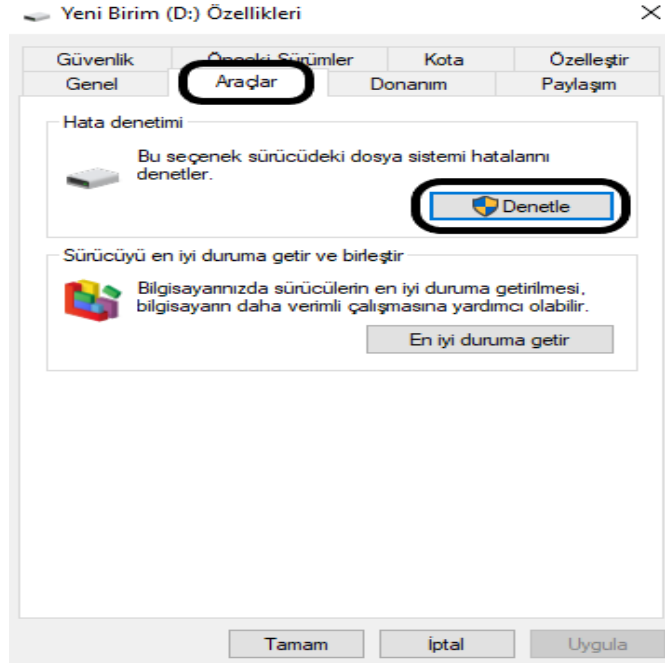 Yeni Birim (D:) Özellikleri
Güvenlik Önceki Sürümler Kota Özelleştir
Genel Araçlar Donanım Paylaşım
Hata denetimi
Bu seçenek sürücüdeki dosya sistemi hatalarını
denetler.
Denetle
Sürücüyü en iyi duruma getir ve birleştir
Bilgisayarınızda sürücülerin en iyi duruma getirilmesi,
bilgisayarın daha verimli çalışmasına yardımcı olabilir.
En iyi duruma getir
Tamam İptal Uygula